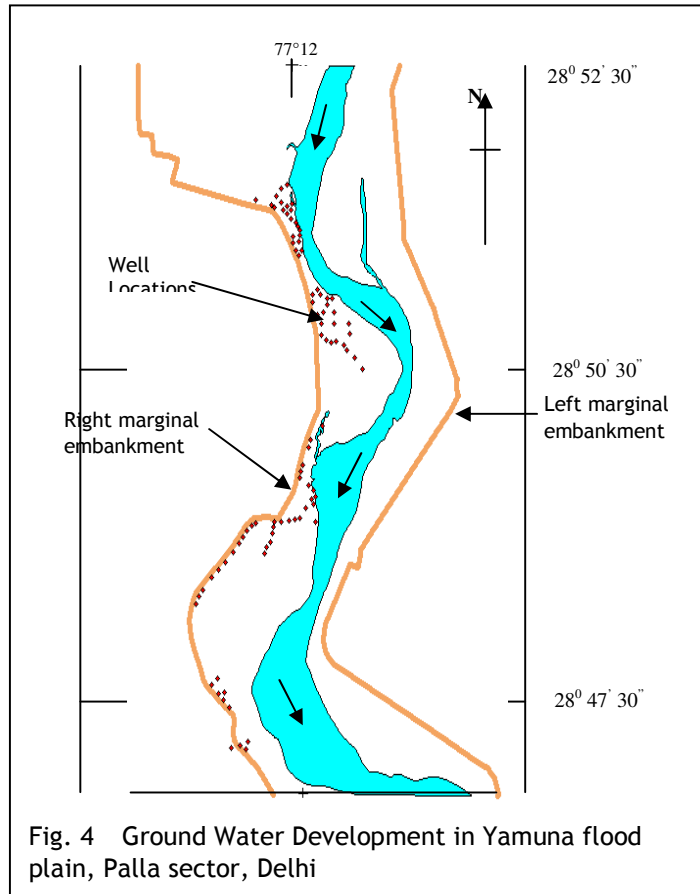 77°12
28⁰ 52' 30"
N
Well
Locations
28⁰ 50' 30"
Right marginal
embankment
Left marginal
embankment
28⁰ 47' 30"
Fig. 4 Ground Water Development in Yamuna flood
plain, Palla sector, Delhi